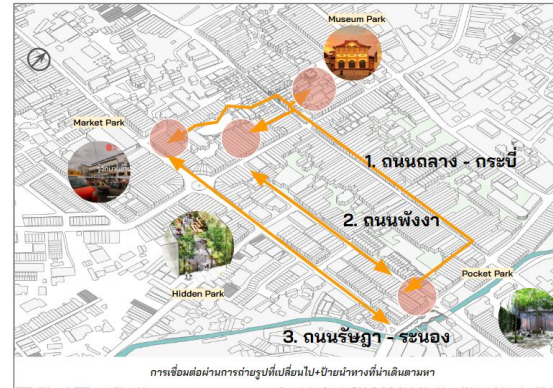 Museum Park
Market Park
1. ถนนถลาง - กระบี่
2. ถนนพังงา
Pocket Park
Hidden Park
3. ถนนรัษฎา - ระนอง
การเชื่อมต่อผ่านการถ่ายรูปที่เปลี่ยนไป+ป้ายนำทางที่น่าเดินตามหา